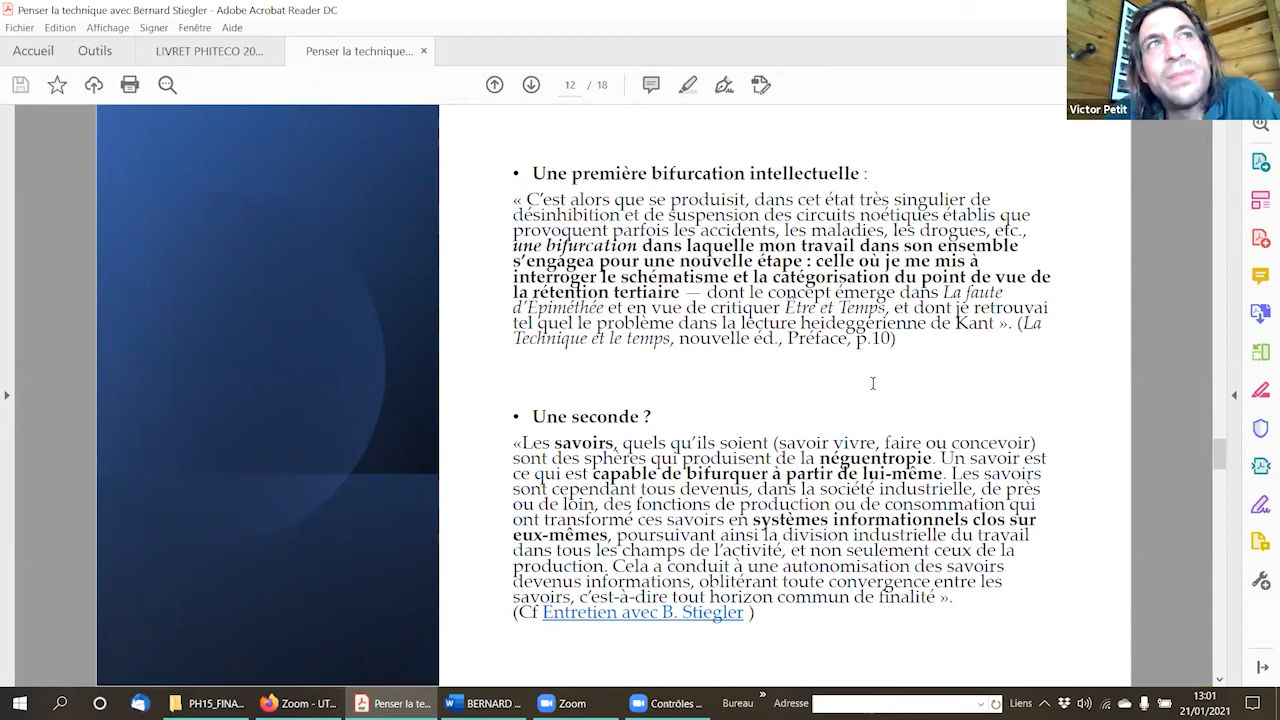 Penser la technique avec Bernard Stiegler - Adobe Acrobat Reader DC
Fichier Edition Affichage Signer Fenêtre Aide
Accueil Outils LIVRET PHITECO 20... Penser la technique... ×
12 / 18
Victor Petit
• Une première bifurcation intellectuelle :
« C'est alors que se produisit, dans cet état très singulier de
désinhibition et de suspension des circuits noétiques établis que
provoquent parfois les accidents, les maladies, les drogues, etc.,
une bifurcation dans laquelle mon travail dans son ensemble
s'engagea pour une nouvelle étape : celle où je me mis à
interroger le schématisme et la catégorisation du point de vue de
la rétention tertiaire — dont le concept émerge dans La faute
d'Epiméthée et en vue de critiquer Etre et Temps, et dont je retrouvai
tel quel le problème dans la lecture heideggérienne de Kant ». (La
Technique et le temps, nouvelle éd., Préface, p.10)
• Une seconde ?
«Les savoirs, quels qu'ils soient (savoir vivre, faire ou concevoir)
sont des sphères qui produisent de la néguentropie. Un savoir est
ce qui est capable de bifurquer à partir de lui-même. Les savoirs
sont cependant tous devenus, dans la société industrielle, de près
ou de loin, des fonctions de production ou de consommation qui
ont transformé ces savoirs en systèmes informationnels clos sur
eux-mêmes, poursuivant ainsi la division industrielle du travail
dans tous les champs de l'activité, et non seulement ceux de la
production. Cela a conduit à une autonomisation des savoirs
devenus informations, oblitérant toute convergence entre les
savoirs, c'est-à-dire tout horizon commun de finalité ».
(Cf Entretien avec B. Stiegler )
PH15_FINA... Zoom - UT... Penser la te... BERNARD ... Zoom Contrôles ... Bureau » Adresse Liens 13:01
21/01/2021